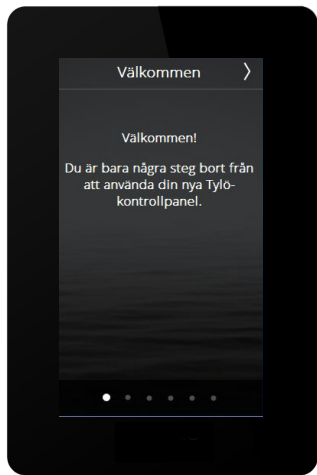 Välkommen
Välkommen!
Du är bara några steg bort från
att använda din nya Tylö-
kontrollpanel.